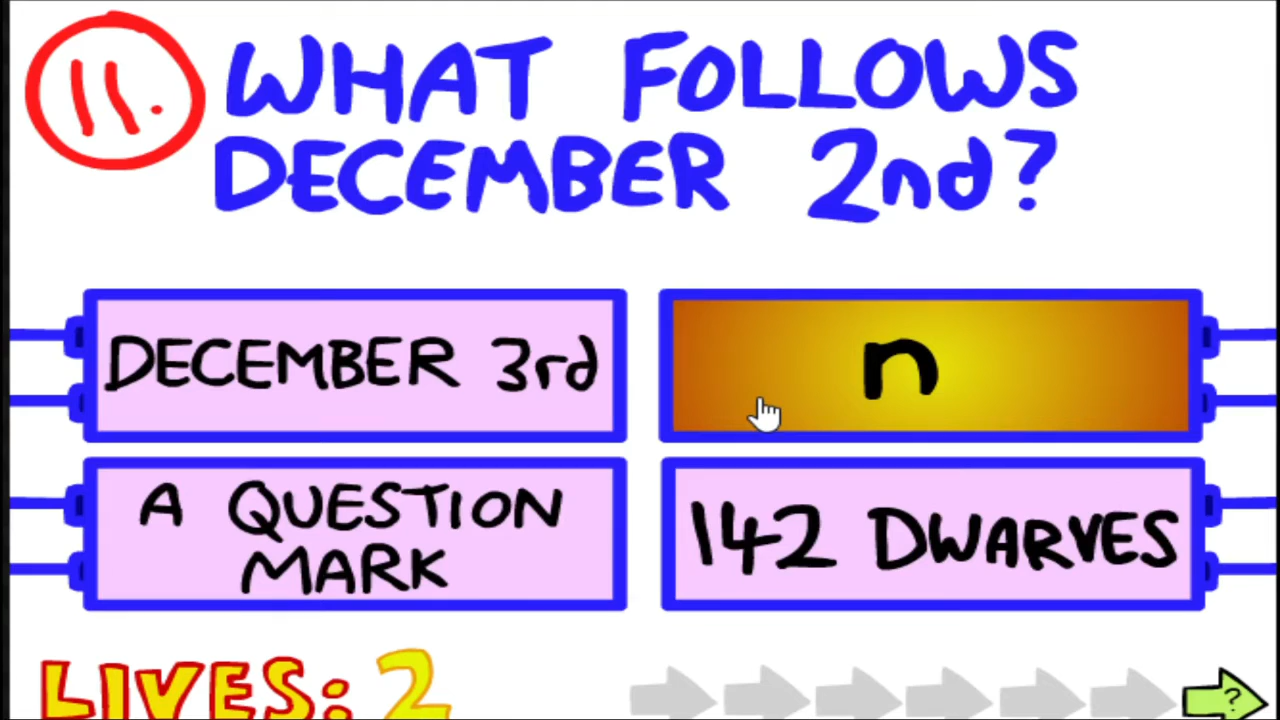 11.
WHAT FOLLOWS
DECEMBER 2nd?
DECEMBER 3rd
n
A QUESTION
MARK
142 DWARVES
LIVES: 2
?